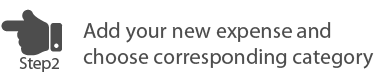 Step2
Add your new expense and
choose corresponding category